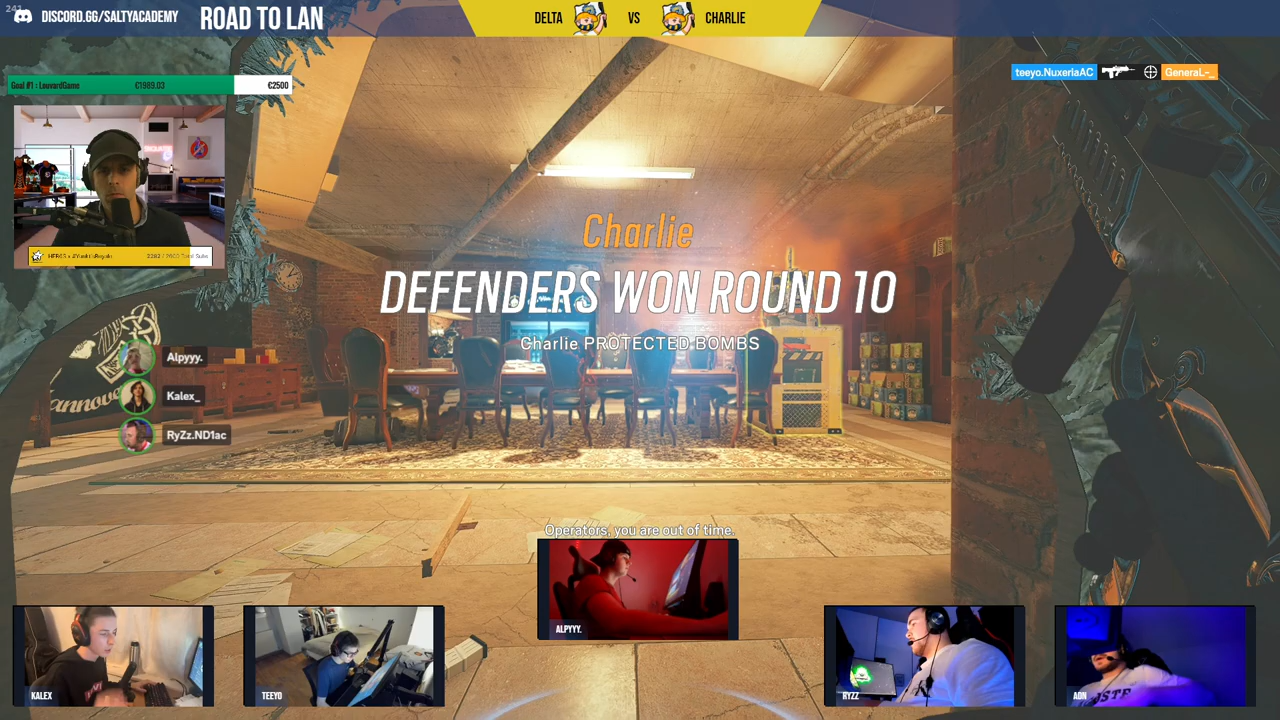 241
DISCORD.GG/SALTYACADEMY
ROAD TO LAN
DELTA
VS
CHARLIE
teeyo.NuxeriaAC
GeneraL-_
Goal #1 : LouvardGame
€1989.03
€2500
Charlie
DEFENDERS WON ROUND 10
Charlie PROTECTED BOMBS
Alpyyy.
Kalex_
RyZz.ND1ac
Operators, you are out of time.
ALPYYY.
KALEX
TEEYO
RYZZ